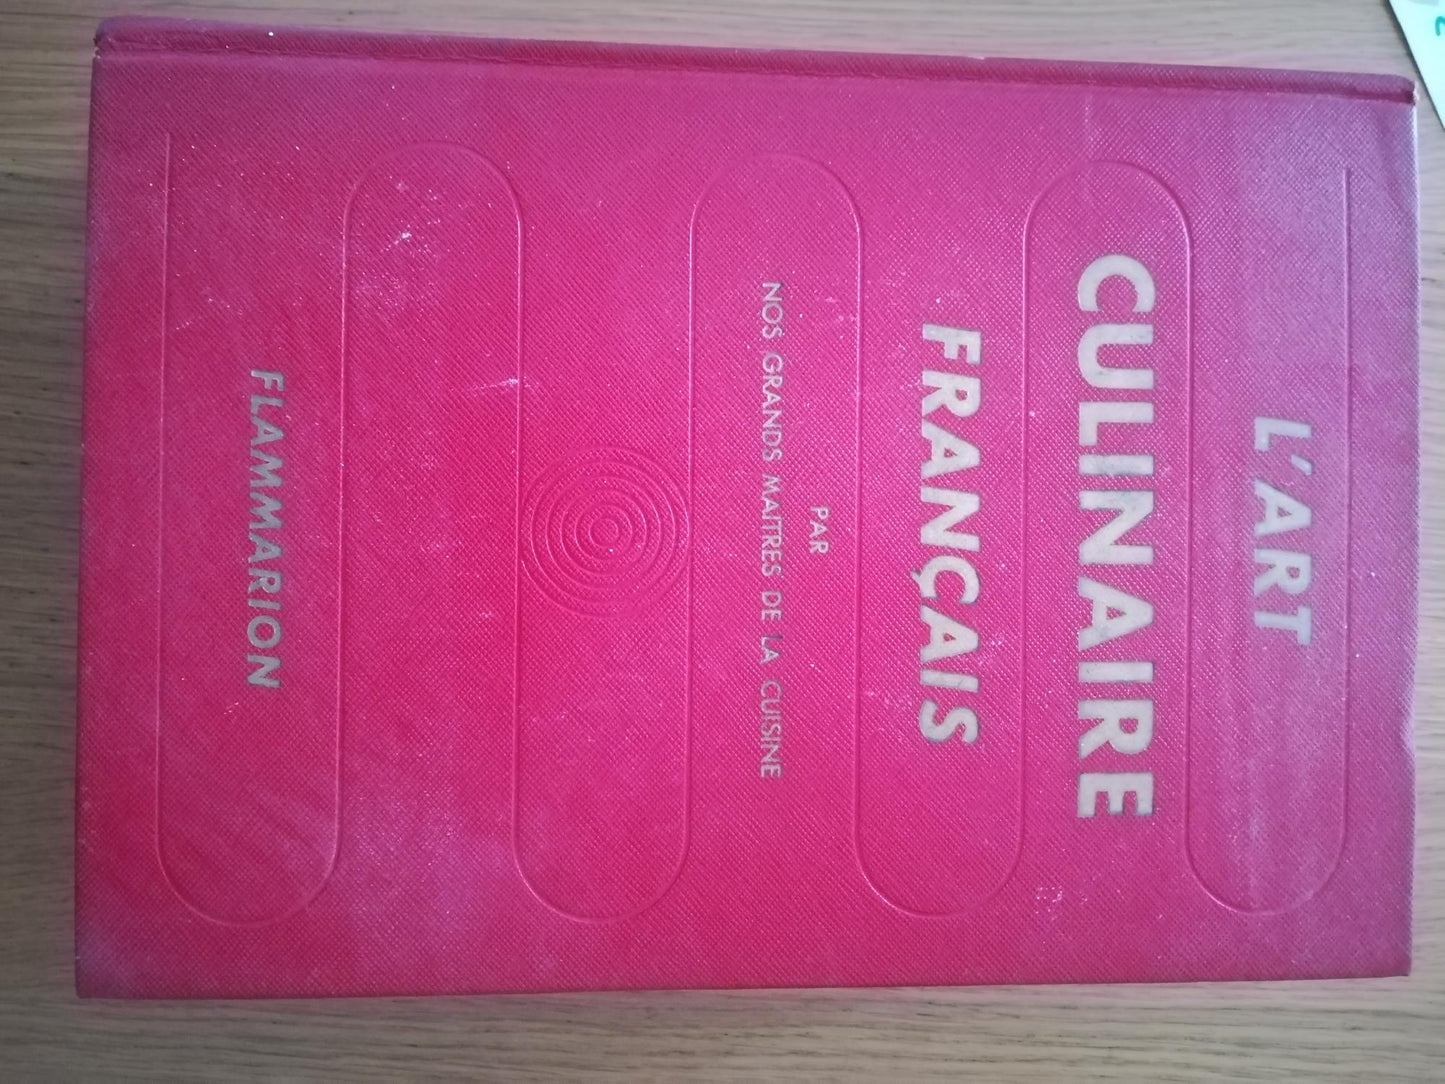 L'ART
CULINAIRE
FRANÇAIS
PAR
NOS GRANDS MAITRES DE LA CUISINE
FLAMMARION